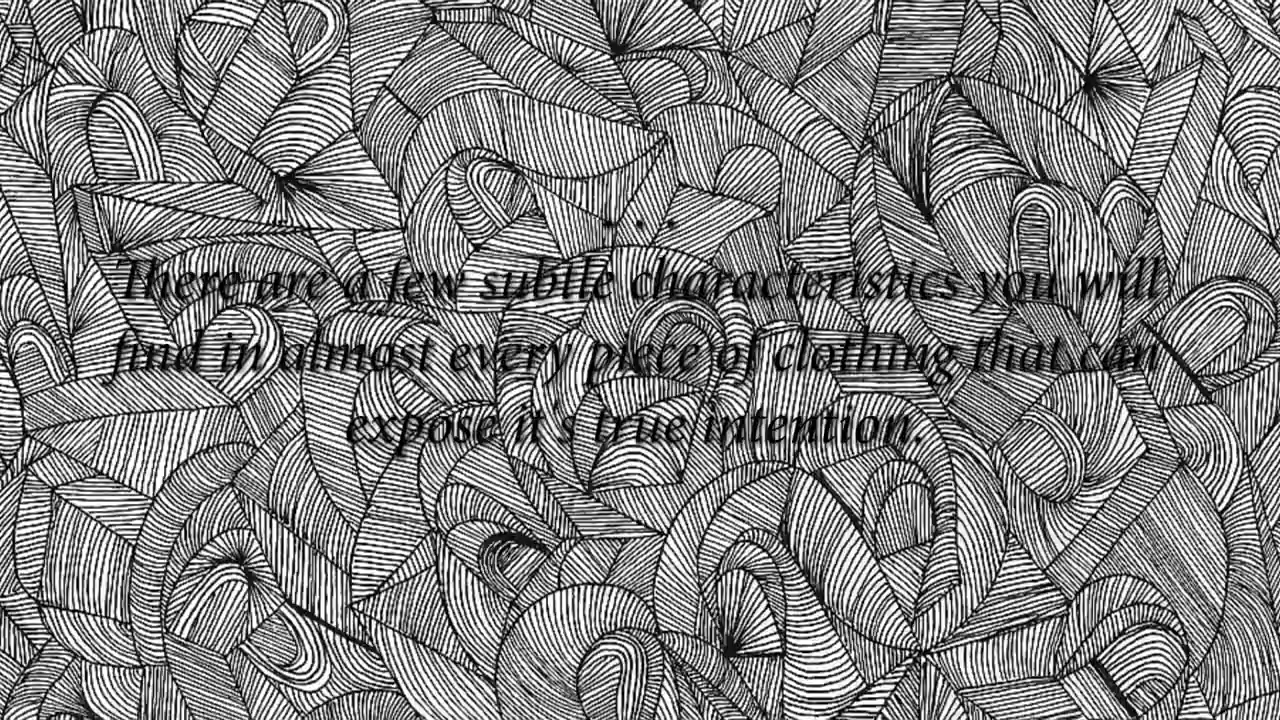 ...
There are a few subtle characteristics you will
find in almost every piece of clothing that can
expose it's true intention.